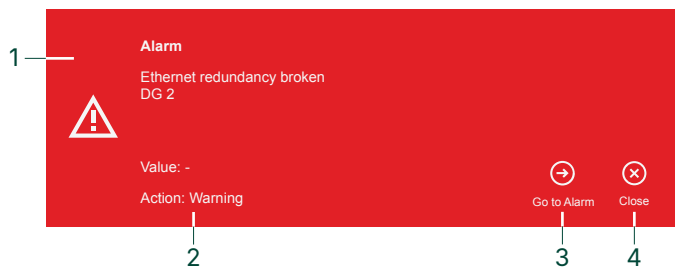 Alarm
1
Ethernet redundancy broken
DG 2
Value: -
Action: Warning
Go to Alarm
Close
2
3
4